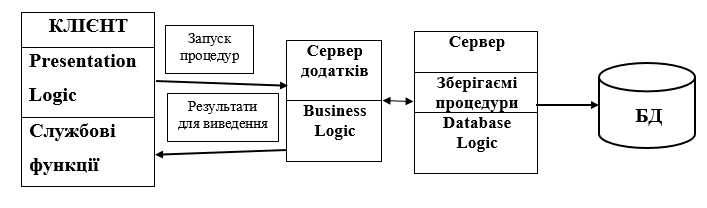 КЛІЄНТ
Presentation
Logic
Службові
функції
Запуск
процедур
Результати
для виведення
Сервер
додатків
Business
Logic
Сервер
Зберігаємі
процедури
Database
Logic
БД